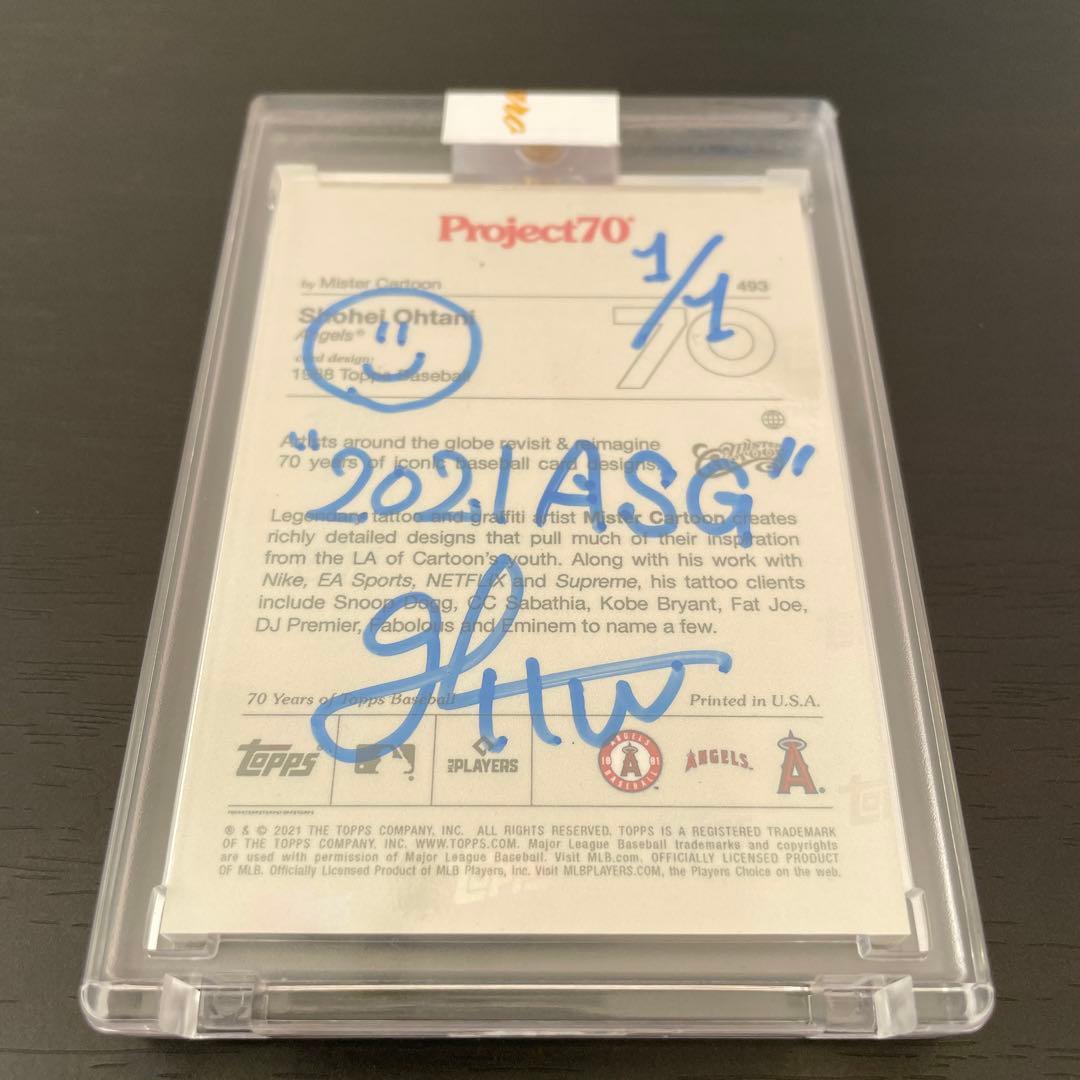 Project70
1/1
by Mister Cartoon
493
Shohei Ohtani
Angels®
card design:
1988 Topps Baseball
70
Artists around the globe revisit & reimagine
70 years of iconic baseball card designs.
Mister Cartoon
"2021 ASG"
Legendary tattoo and graffiti artist Mister Cartoon creates
richly detailed designs that pull much of their inspiration
from the LA of Cartoon's youth. Along with his work with
Nike, EA Sports, NETFLIX and Supreme, his tattoo clients
include Snoop Dogg, CC Sabathia, Kobe Bryant, Fat Joe,
DJ Premier, Fabolous and Eminem to name a few.
70 Years of Topps Baseball
Printed in U.S.A.
Topps
PLAYERS
ANGELS
BASEBALL
1961
A
ANGELS.
A
® & © 2021 THE TOPPS COMPANY, INC. ALL RIGHTS RESERVED. TOPPS IS A REGISTERED TRADEMARK
OF THE TOPPS COMPANY, INC. WWW.TOPPS.COM. Major League Baseball trademarks and copyrights
are used with permission of Major League Baseball. Visit MLB.com. OFFICIALLY LICENSED PRODUCT
OF MLB. Officially Licensed Product of MLB Players, Inc. Visit MLBPLAYERS.COM, the Players Choice on the web.